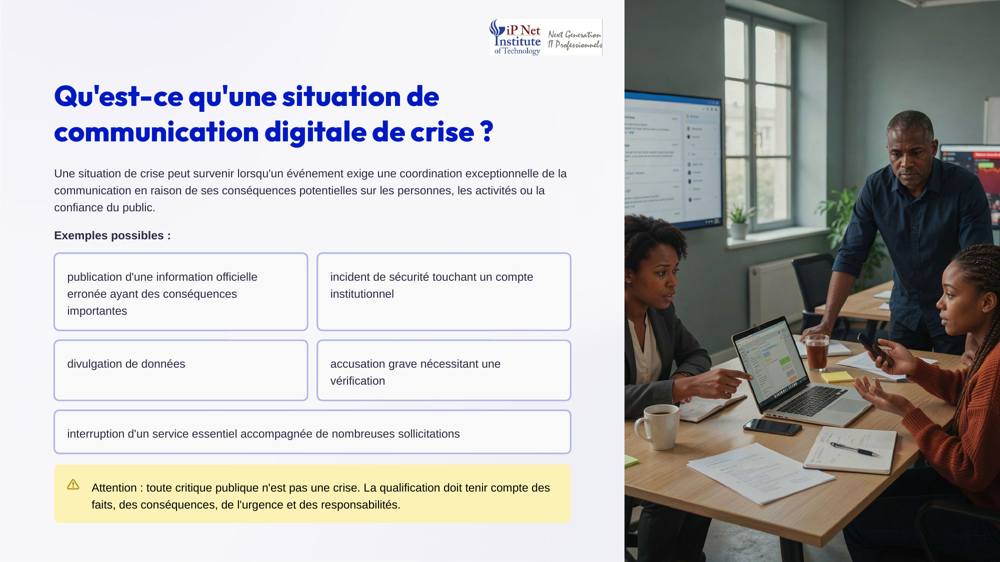 iP Net
Institute
of Technology
Next Generation
IT Professionnels
Qu'est-ce qu'une situation de
communication digitale de crise ?
Une situation de crise peut survenir lorsqu'un événement exige une coordination exceptionnelle de la
communication en raison de ses conséquences potentielles sur les personnes, les activités ou la
confiance du public.
Exemples possibles :
publication d'une information officielle
erronée ayant des conséquences
importantes
incident de sécurité touchant un compte
institutionnel
divulgation de données
accusation grave nécessitant une
vérification
interruption d'un service essentiel accompagnée de nombreuses sollicitations
Attention : toute critique publique n'est pas une crise. La qualification doit tenir compte des
faits, des conséquences, de l'urgence et des responsabilités.